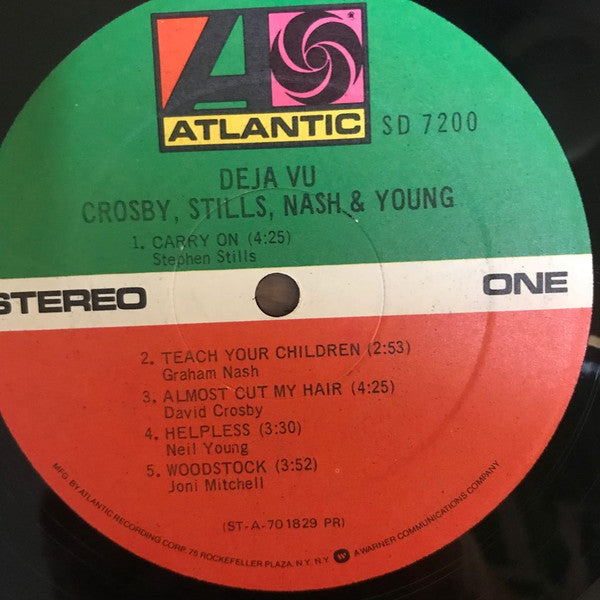 ATLANTIC
SD 7200
DEJA VU
CROSBY, STILLS, NASH & YOUNG
1. CARRY ON (4:25)
Stephen Stills
STEREO
ONE
2. TEACH YOUR CHILDREN (2:53)
Graham Nash
3. ALMOST CUT MY HAIR (4:25)
David Crosby
4. HELPLESS (3:30)
Neil Young
5. WOODSTOCK (3:52)
Joni Mitchell
(ST-A-701829 PR)
MFG. BY ATLANTIC RECORDING CORP. 75 ROCKEFELLER PLAZA, N.Y. N.Y. A WARNER COMMUNICATIONS COMPANY